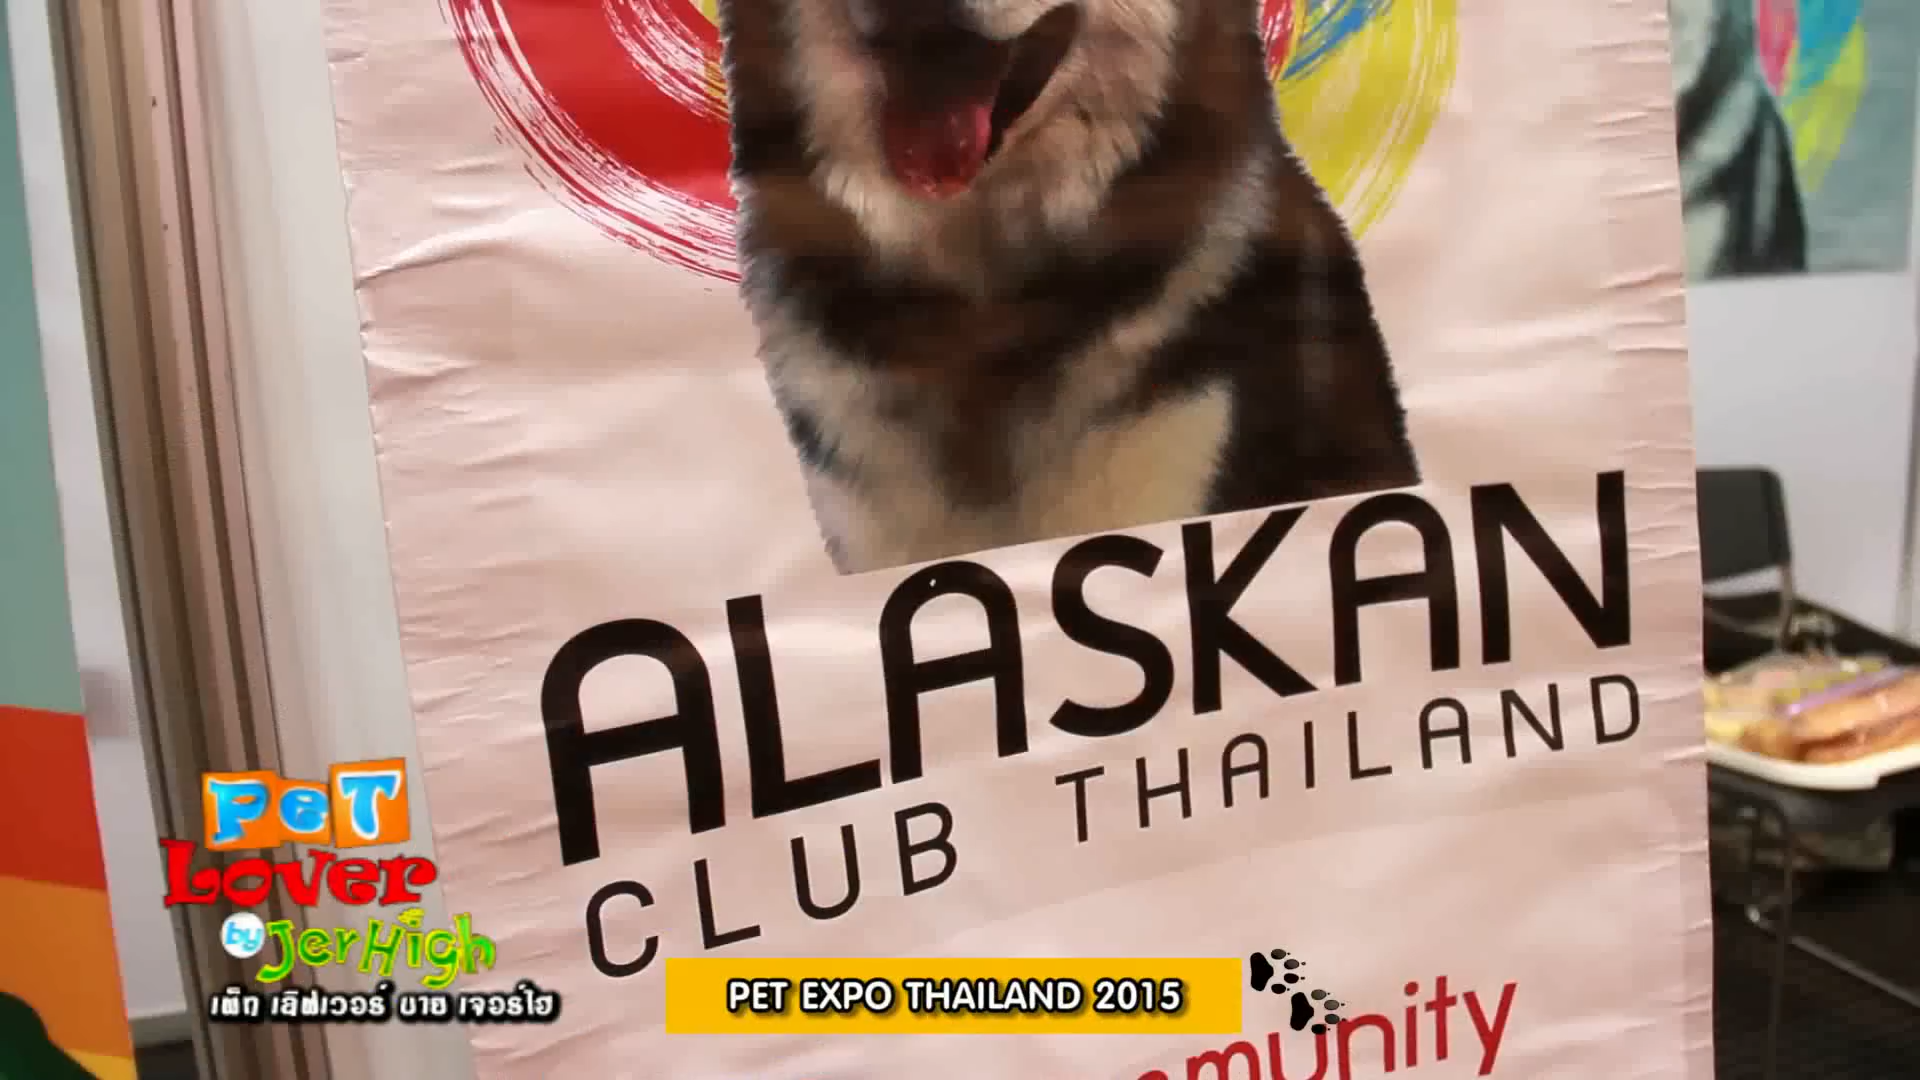 ALASKAN
CLUB THAILAND
PeT
Lover
by JerHigh
เพ็ท เลิฟเวอร์ บาย เจอร์ไฮ
PET EXPO THAILAND 2015